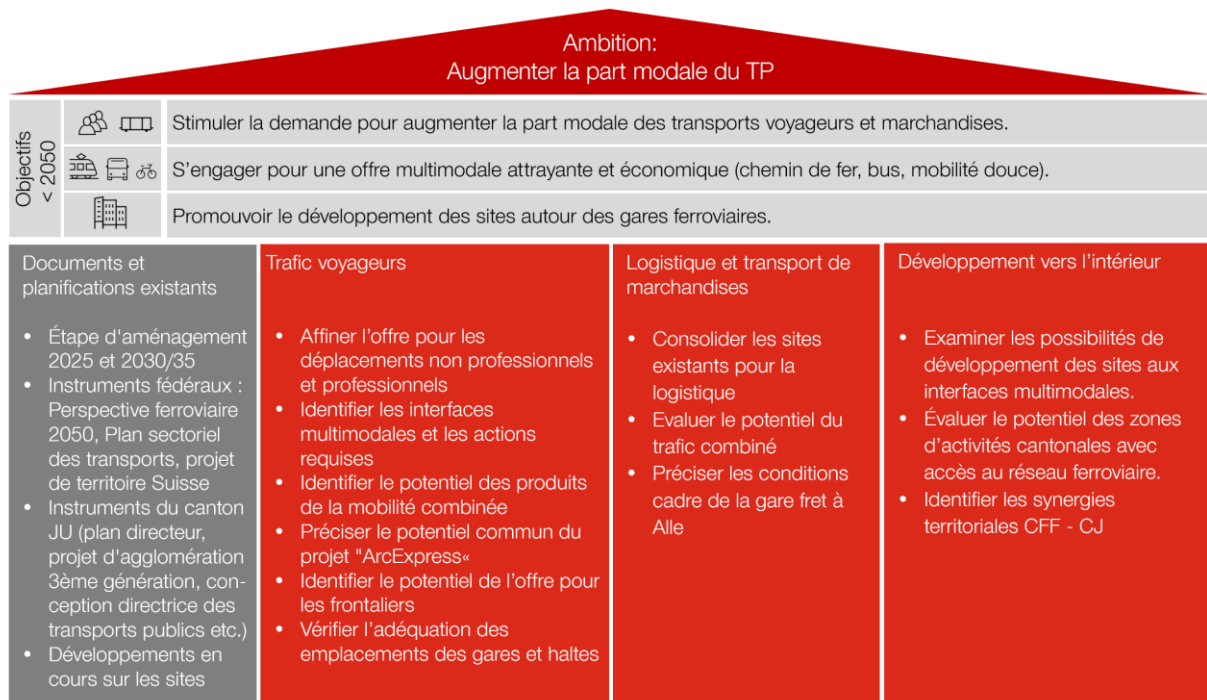 Ambition:
Augmenter la part modale du TP
Objectifs
< 2050
Stimuler la demande pour augmenter la part modale des transports voyageurs et marchandises.
S'engager pour une offre multimodale attrayante et économique (chemin de fer, bus, mobilité douce).
Promouvoir le développement des sites autour des gares ferroviaires.
Documents et
planifications existants
• Étape d'aménagement
2025 et 2030/35
• Instruments fédéraux :
Perspective ferroviaire
2050, Plan sectoriel
des transports, projet
de territoire Suisse
• Instruments du canton
JU (plan directeur,
projet d'agglomération
3ème génération, con-
ception directrice des
transports publics etc.)
• Développements en
cours sur les sites
Trafic voyageurs
• Affiner l'offre pour les
déplacements non professionnels
et professionnels
• Identifier les interfaces
multimodales et les actions
requises
• Identifier le potentiel des produits
de la mobilité combinée
• Préciser le potentiel commun du
projet "ArcExpress«
• Identifier le potentiel de l'offre pour
les frontaliers
• Vérifier l'adéquation des
emplacements des gares et haltes
Logistique et transport de
marchandises
• Consolider les sites
existants pour la
logistique
• Evaluer le potentiel du
trafic combiné
• Préciser les conditions
cadre de la gare fret à
Alle
Développement vers l'intérieur
• Examiner les possibilités de
développement des sites aux
interfaces multimodales.
• Évaluer le potentiel des zones
d'activités cantonales avec
accès au réseau ferroviaire.
• Identifier les synergies
territoriales CFF - CJ